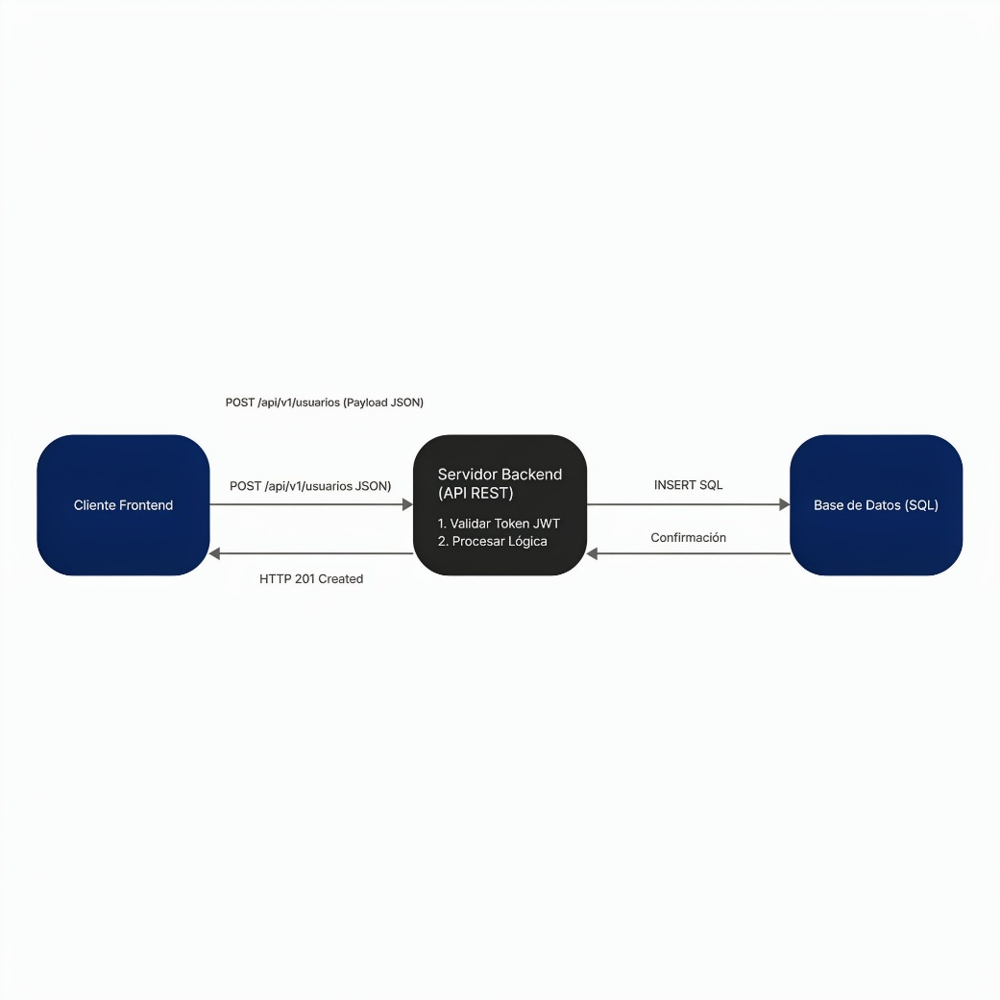 POST /api/v1/usuarios (Payload JSON)
Cliente Frontend
POST /api/v1/usuarios JSON)
HTTP 201 Created
Servidor Backend
(API REST)
1. Validar Token JWT
2. Procesar Lógica
INSERT SQL
Confirmación
Base de Datos (SQL)